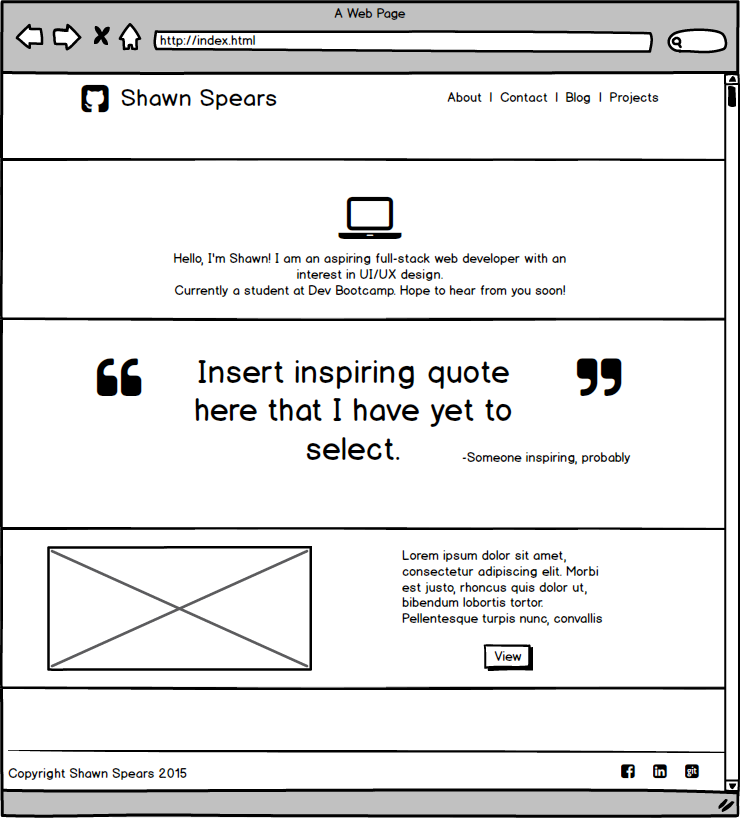 A Web Page
http://index.html
Shawn Spears
About | Contact | Blog | Projects
Hello, I'm Shawn! I am an aspiring full-stack web developer with an
interest in UI/UX design.
Currently a student at Dev Bootcamp. Hope to hear from you soon!
“ Insert inspiring quote ”
here that I have yet to
select.
-Someone inspiring, probably
Lorem ipsum dolor sit amet,
consectetur adipiscing elit. Morbi
est justo, rhoncus quis dolor ut,
bibendum lobortis tortor.
Pellentesque turpis nunc, convallis
View
Copyright Shawn Spears 2015
f in git